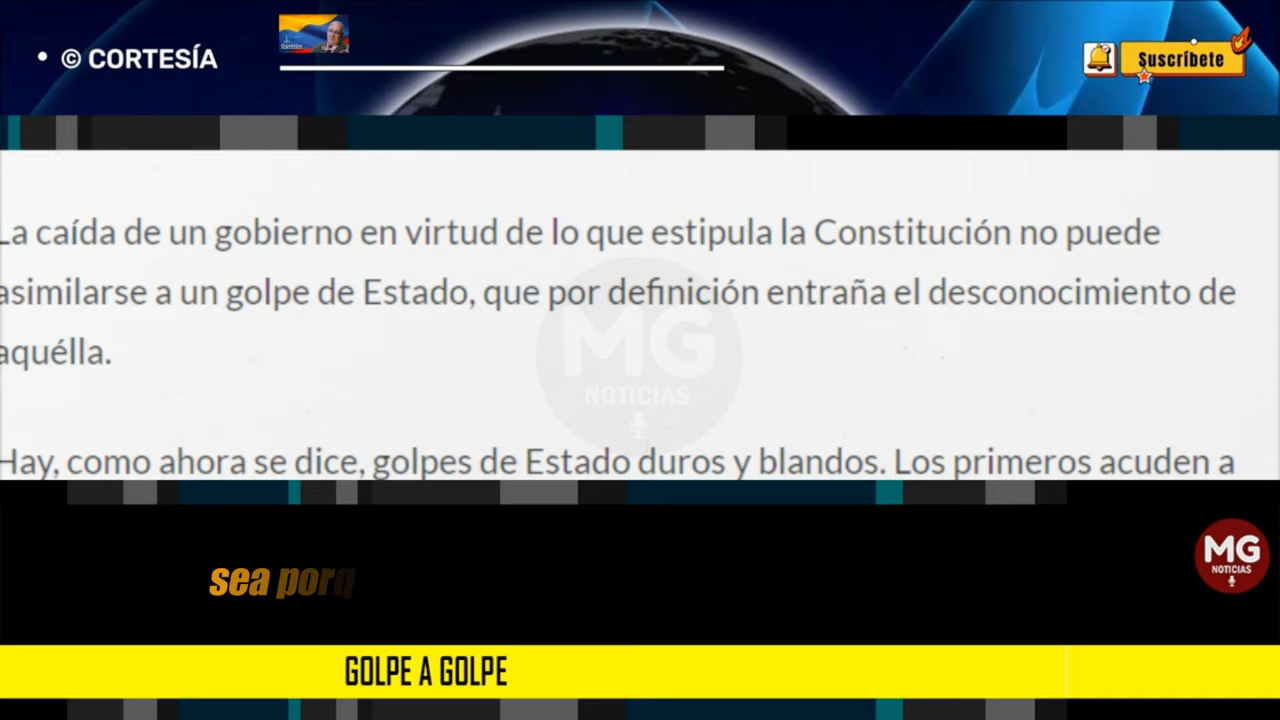 • © CORTESÍA
Opinión
Suscríbete
La caída de un gobierno en virtud de lo que estipula la Constitución no puede
asimilarse a un golpe de Estado, que por definición entraña el desconocimiento de
aquélla.
MG
NOTICIAS
Hay, como ahora se dice, golpes de Estado duros y blandos. Los primeros acuden a
sea porq
MG
NOTICIAS
GOLPE A GOLPE